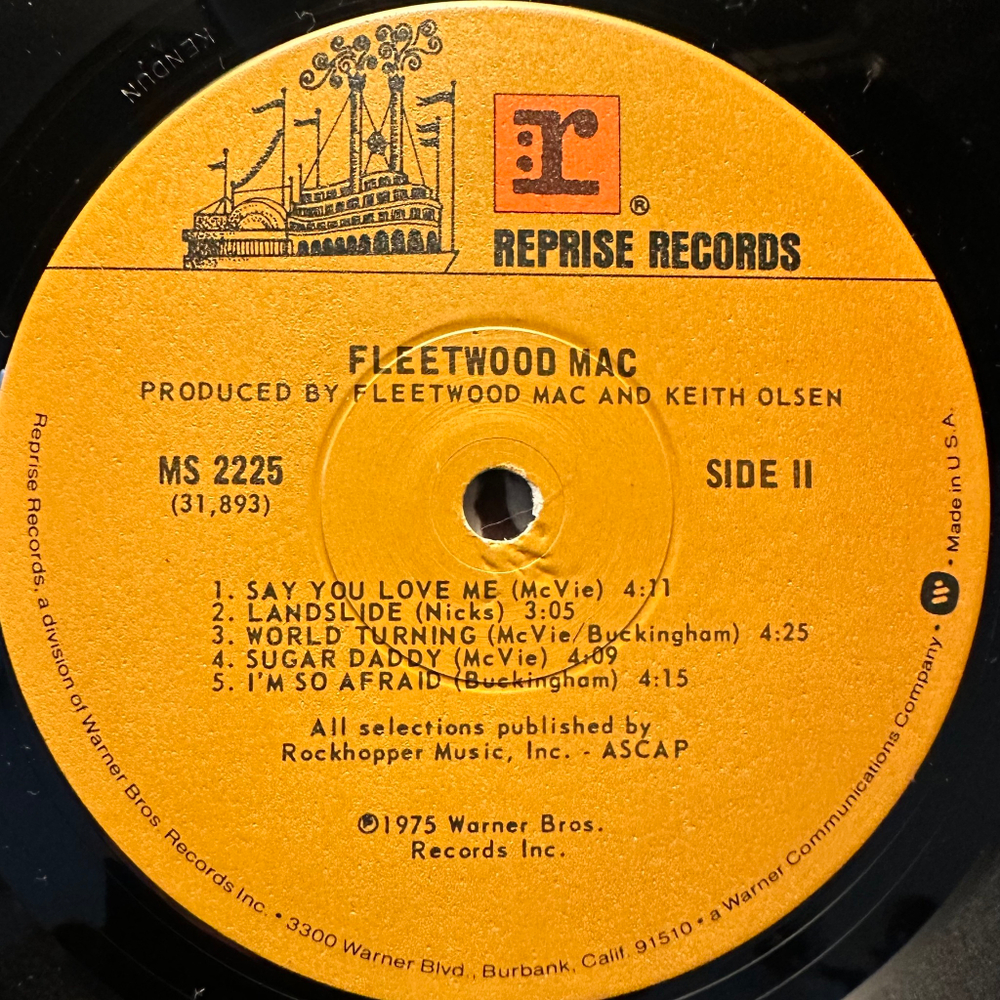 KENDUN
r
®
REPRISE RECORDS
FLEETWOOD MAC
PRODUCED BY FLEETWOOD MAC AND KEITH OLSEN
MS 2225
(31,893)
SIDE II
1. SAY YOU LOVE ME (McVie) 4:11
2. LANDSLIDE (Nicks) 3:05
3. WORLD TURNING (McVie/Buckingham) 4:25
4. SUGAR DADDY (McVie) 4:09
5. I'M SO AFRAID (Buckingham) 4:15
All selections published by
Rockhopper Music, Inc. - ASCAP
℗1975 Warner Bros.
Records Inc.
Reprise Records, a division of Warner Bros. Records Inc. • 3300 Warner Blvd., Burbank, Calif. 91510 • a Warner Communications Company • W • Made in U.S.A.